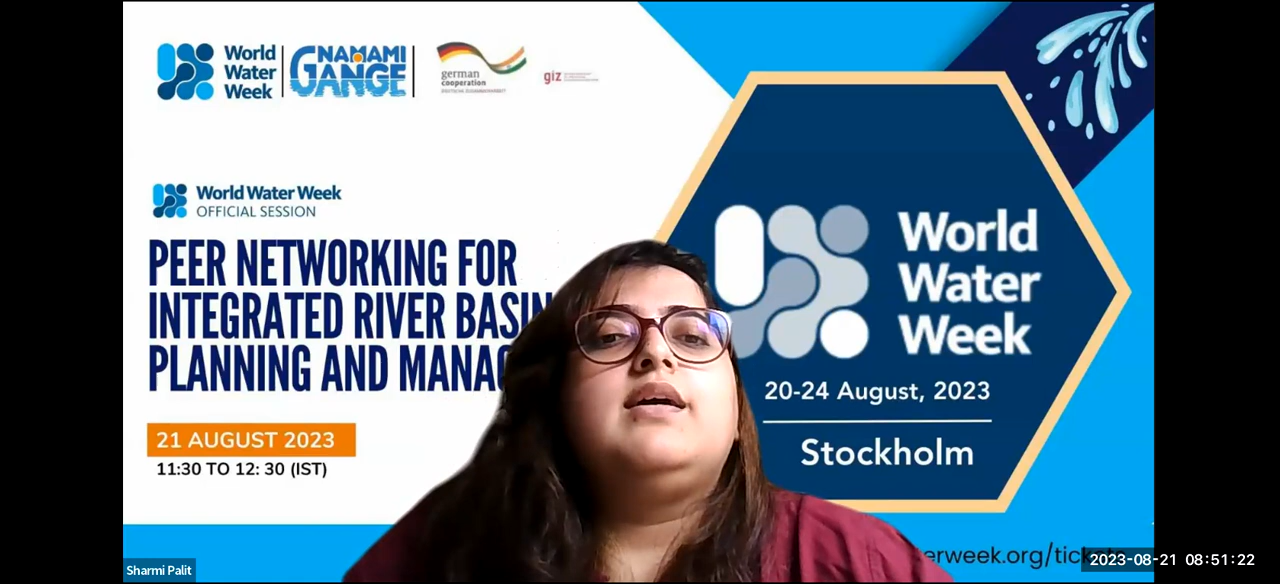 World
Water
Week
NAMAMI
GANGE
german
cooperation
DEUTSCHE ZUSAMMENARBEIT
giz
World Water Week
OFFICIAL SESSION
PEER NETWORKING FOR
INTEGRATED RIVER BASIN
PLANNING AND MANAG
21 AUGUST 2023
11:30 TO 12: 30 (IST)
World
Water
Week
20-24 August, 2023
Stockholm
erweek.org/tick
2023-08-21 08:51:22
Sharmi Palit